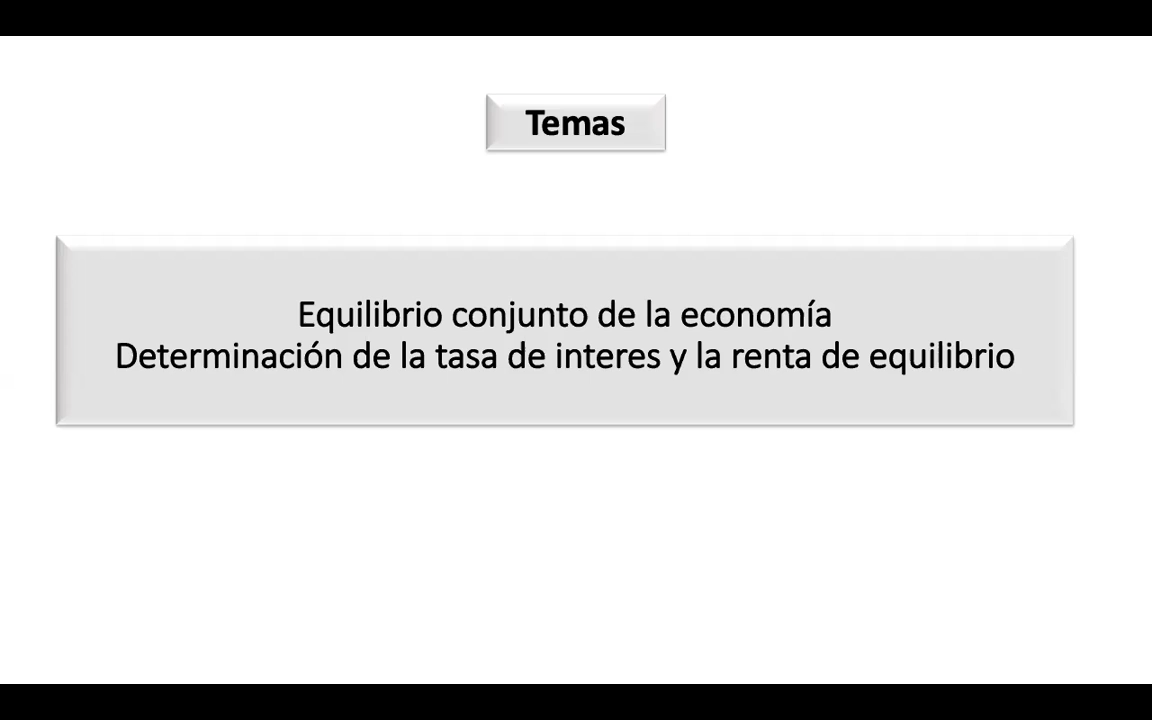 Temas
Equilibrio conjunto de la economía
Determinación de la tasa de interes y la renta de equilibrio